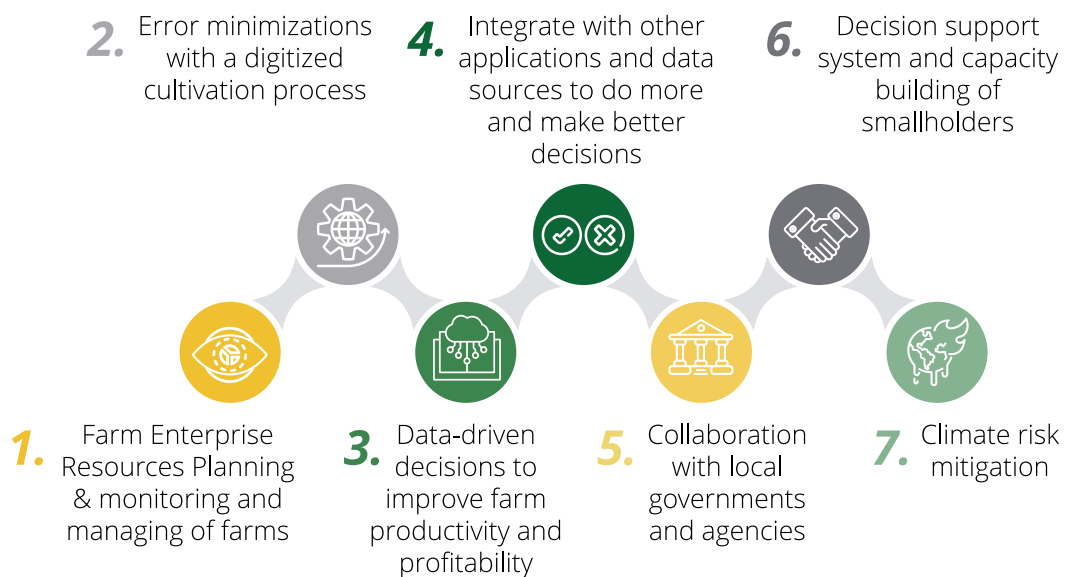 2. Error minimizations
with a digitized
cultivation process
4. Integrate with other
applications and data
sources to do more
and make better
decisions
6. Decision support
system and capacity
building of
smallholders
1. Farm Enterprise
Resources Planning
& monitoring and
managing of farms
3. Data-driven
decisions to
improve farm
productivity and
profitability
5. Collaboration
with local
governments
and agencies
7. Climate risk
mitigation